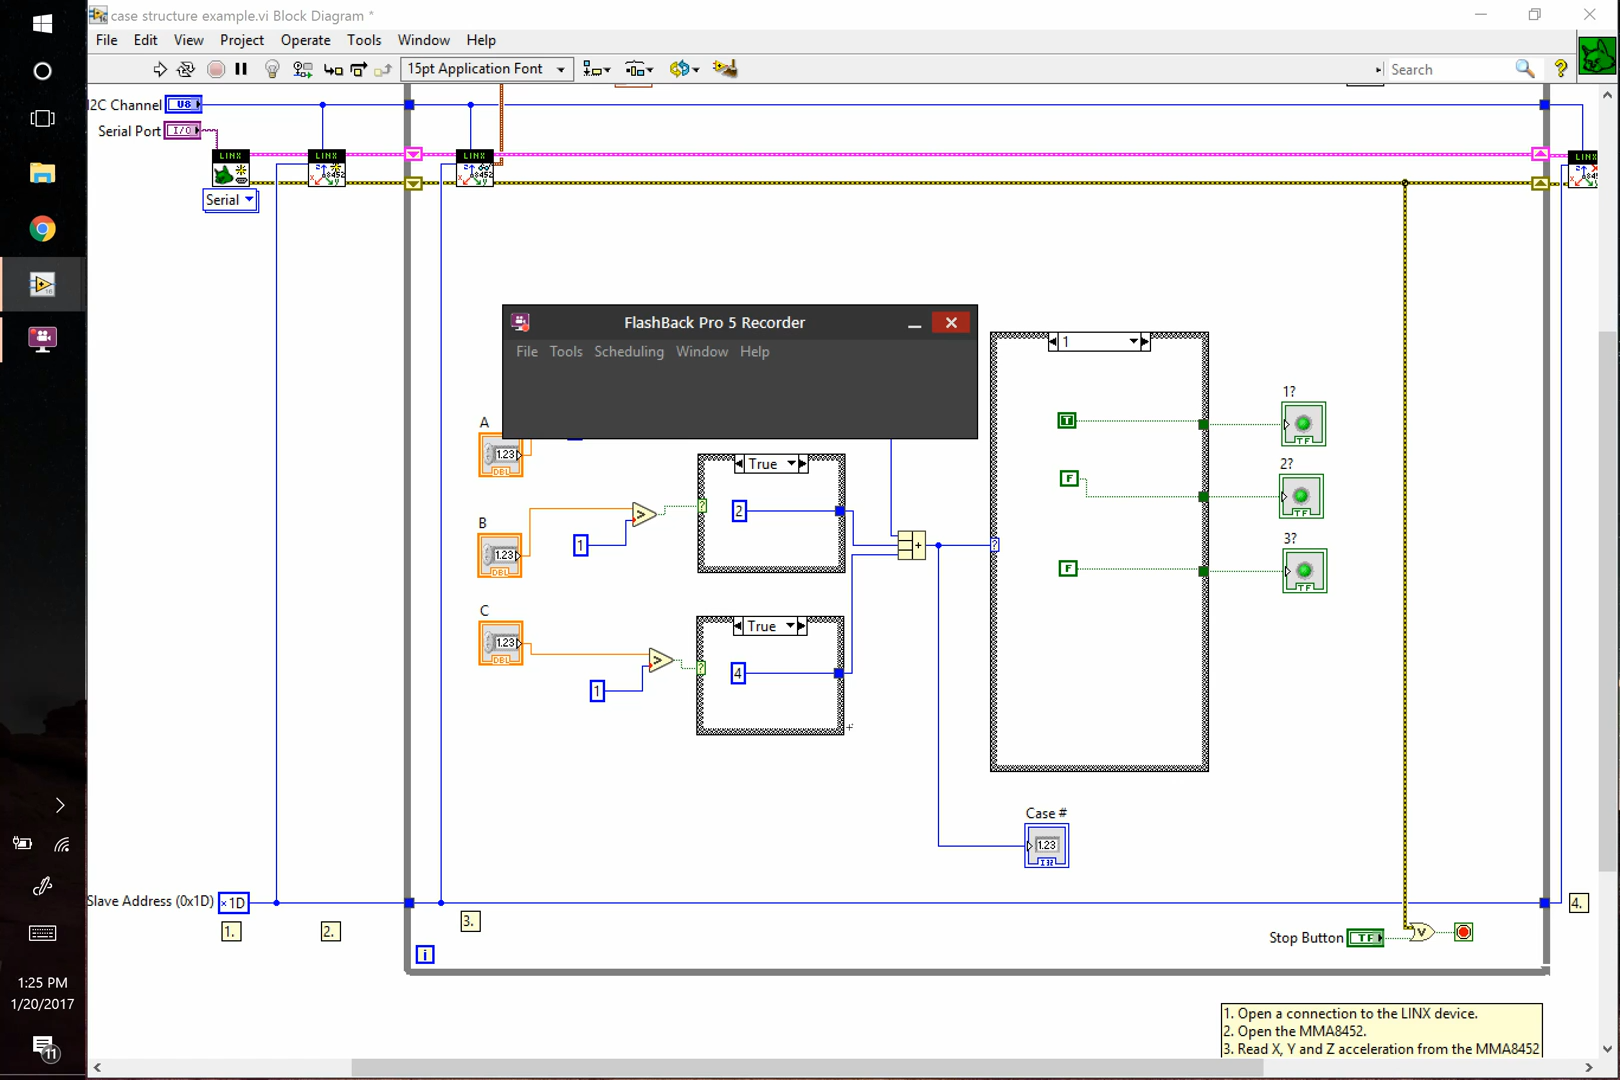 case structure example.vi Block Diagram *
File Edit View Project Operate Tools Window Help
15pt Application Font
Search
I2C Channel U8
Serial Port I/O
LINX LINX LINX LINX
8452 8452
Serial
FlashBack Pro 5 Recorder
File Tools Scheduling Window Help
1
T
F
F
1?
TF
2?
TF
3?
TF
A
1.23
DBL
True
2
B
1.23
DBL
>
1
+
C
1.23
DBL
>
1
True
4
?
?
?
Case #
1.23
I32
Slave Address (0x1D) x1D
1.
2.
3.
4.
i
Stop Button TF
V
1:25 PM
1/20/2017
11
1. Open a connection to the LINX device.
2. Open the MMA8452.
3. Read X, Y and Z acceleration from the MMA8452